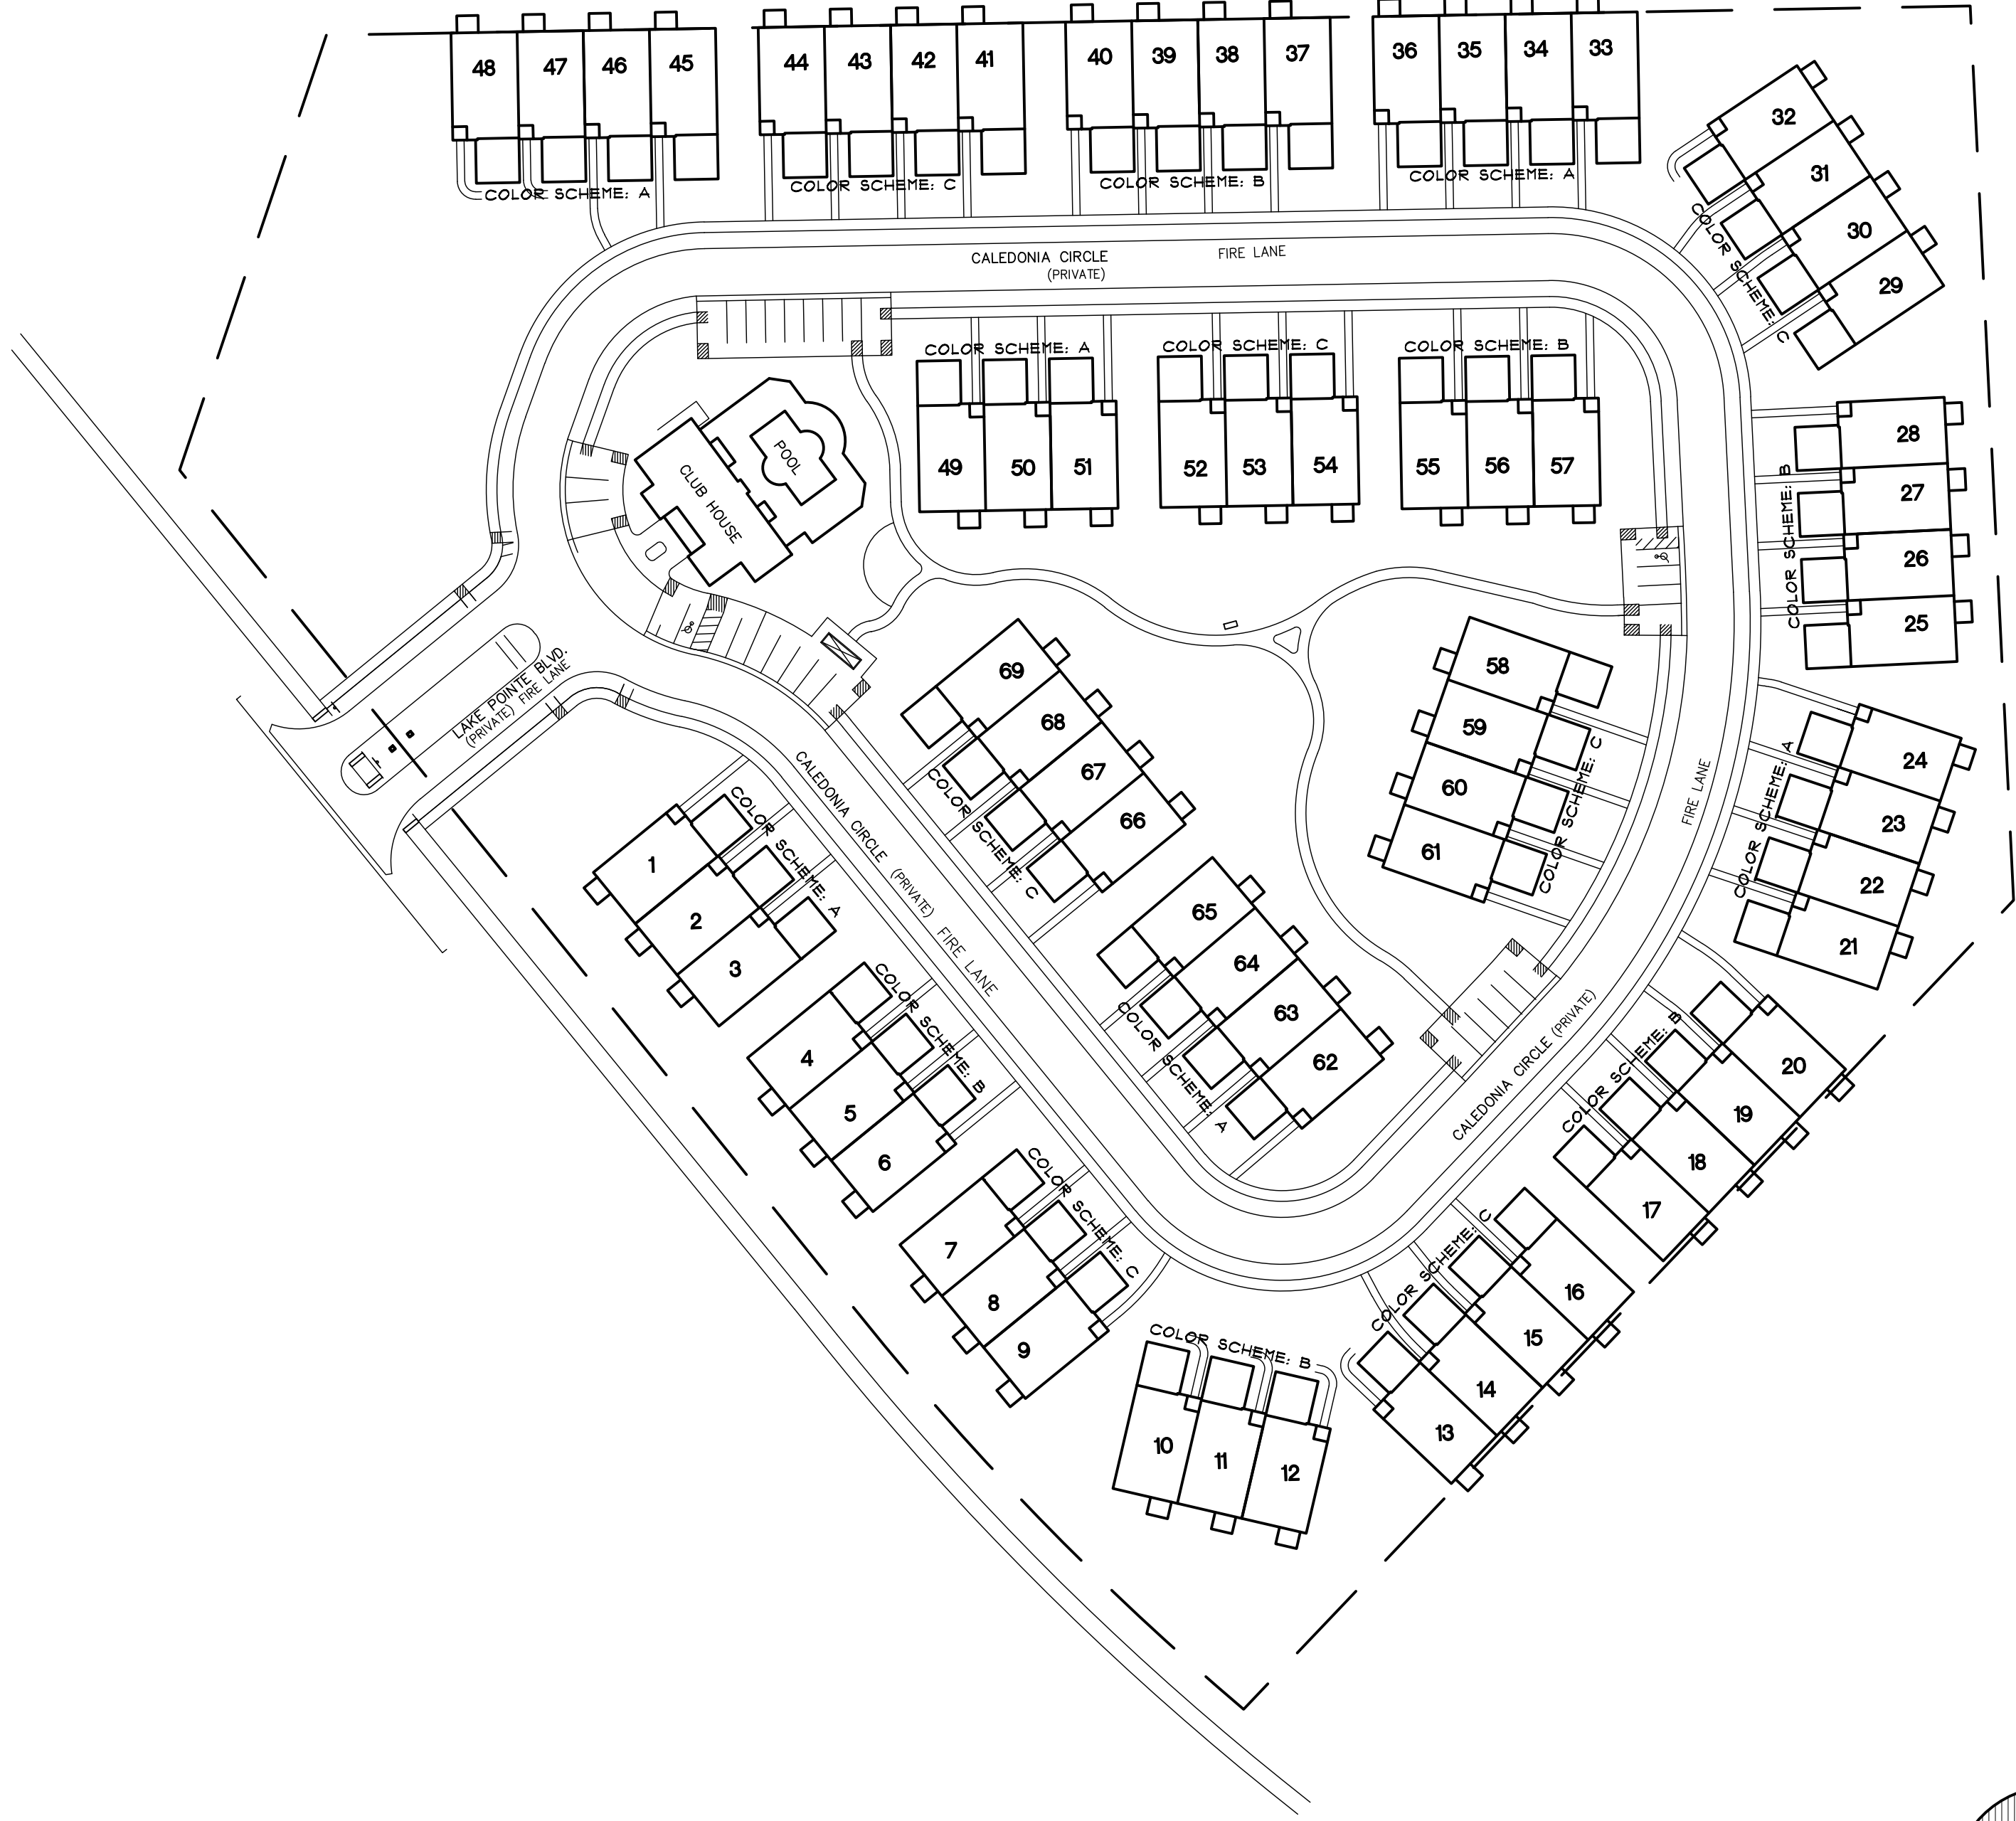 48 47 46 45 44 43 42 41 40 39 38 37 36 35 34 33
COLOR SCHEME: A
COLOR SCHEME: C
COLOR SCHEME: B
COLOR SCHEME: A
32
31
30
29
COLOR SCHEME: C
CALEDONIA CIRCLE
(PRIVATE)
FIRE LANE
COLOR SCHEME: A
COLOR SCHEME: C
COLOR SCHEME: B
49 50 51 52 53 54 55 56 57
POOL
CLUB HOUSE
28
27
26
25
COLOR SCHEME: B
LAKE POINTE BLVD.
(PRIVATE) FIRE LANE
69
68
67
66
COLOR SCHEME: C
58
59
60
61
COLOR SCHEME: C
FIRE LANE
24
23
22
21
COLOR SCHEME: A
CALEDONIA CIRCLE (PRIVATE) FIRE LANE
1
2
3
COLOR SCHEME: A
65
64
63
62
COLOR SCHEME: A
4
5
6
COLOR SCHEME: B
CALEDONIA CIRCLE (PRIVATE)
20
19
18
17
COLOR SCHEME: B
7
8
9
COLOR SCHEME: C
16
15
14
13
COLOR SCHEME: C
COLOR SCHEME: B
10 11 12